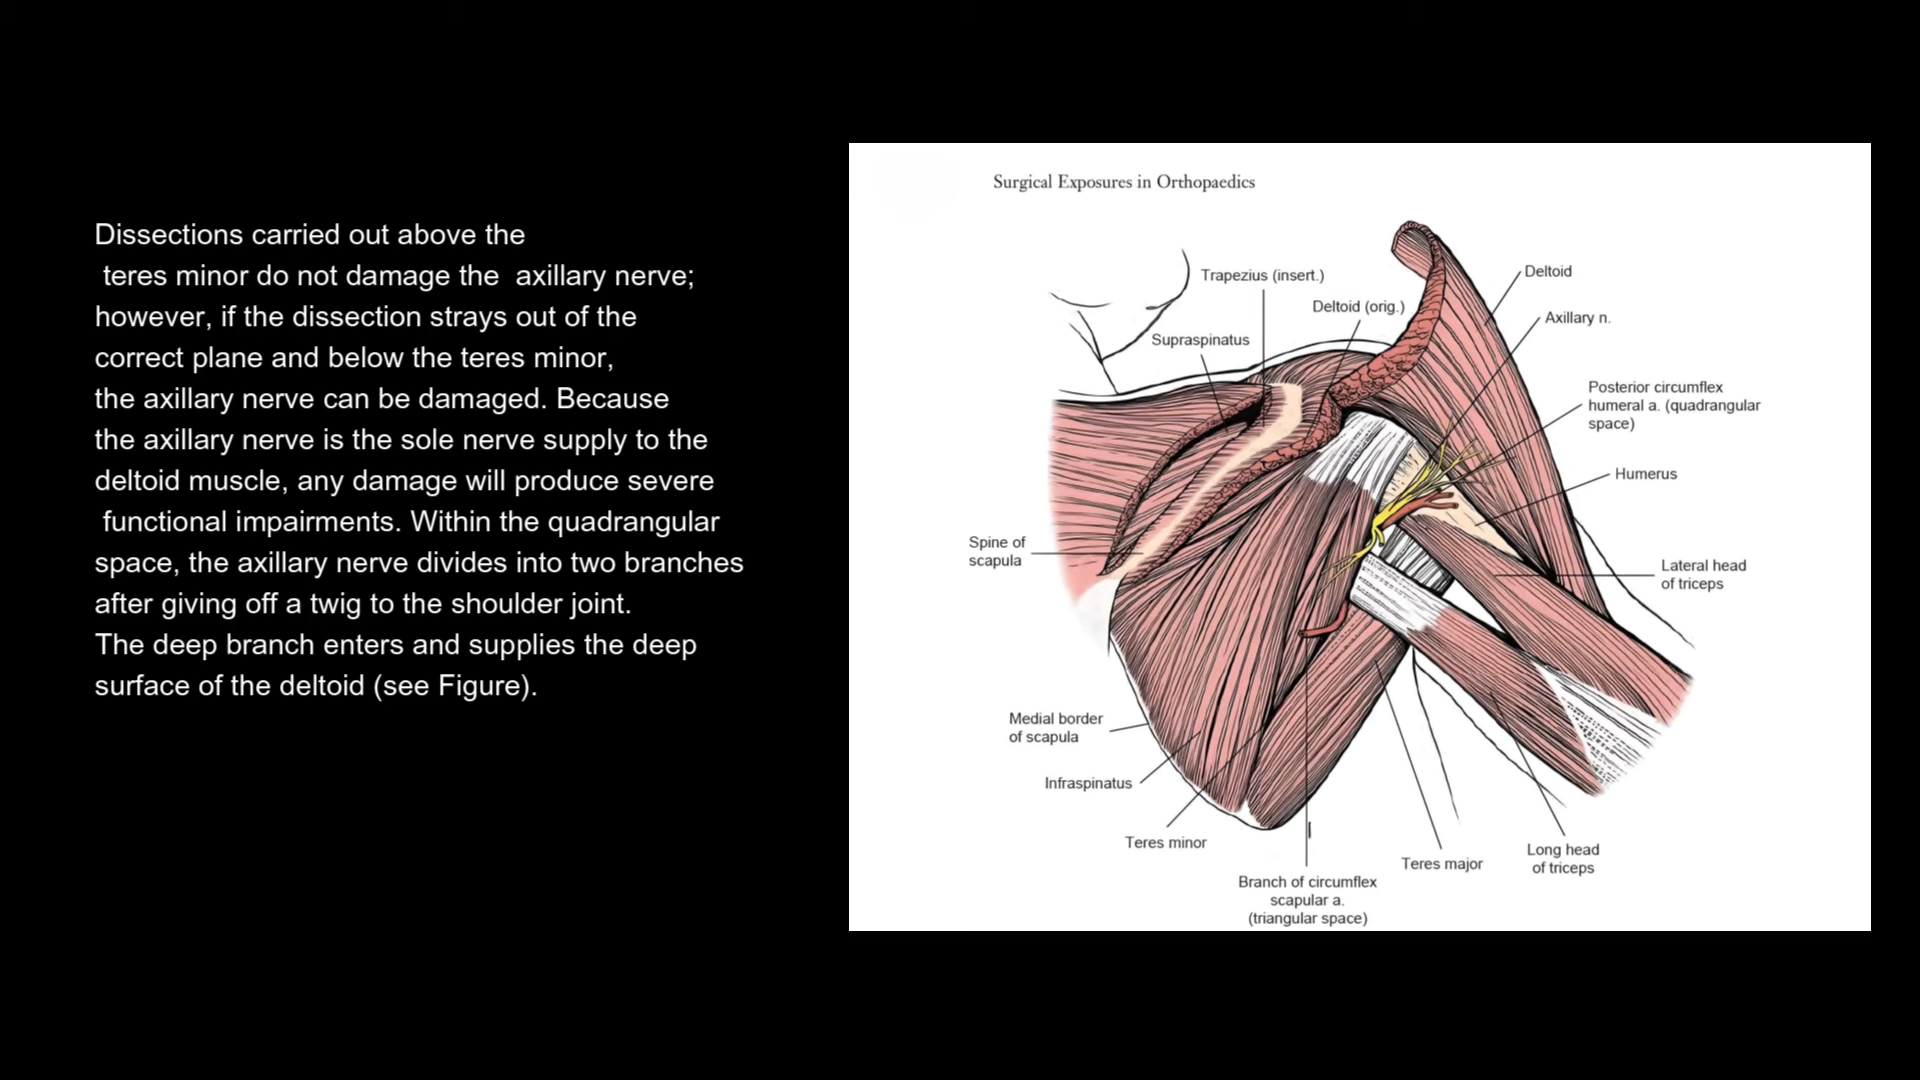 Dissections carried out above the
teres minor do not damage the  axillary nerve;
however, if the dissection strays out of the
correct plane and below the teres minor,
the axillary nerve can be damaged. Because
the axillary nerve is the sole nerve supply to the
deltoid muscle, any damage will produce severe
functional impairments. Within the quadrangular
space, the axillary nerve divides into two branches
after giving off a twig to the shoulder joint.
The deep branch enters and supplies the deep
surface of the deltoid (see Figure).
Surgical Exposures in Orthopaedics
Trapezius (insert.)
Deltoid (orig.)
Supraspinatus
Deltoid
Axillary n.
Posterior circumflex
humeral a. (quadrangular
space)
Humerus
Spine of
scapula
Lateral head
of triceps
Medial border
of scapula
Infraspinatus
Teres minor
Branch of circumflex
scapular a.
(triangular space)
Teres major
Long head
of triceps